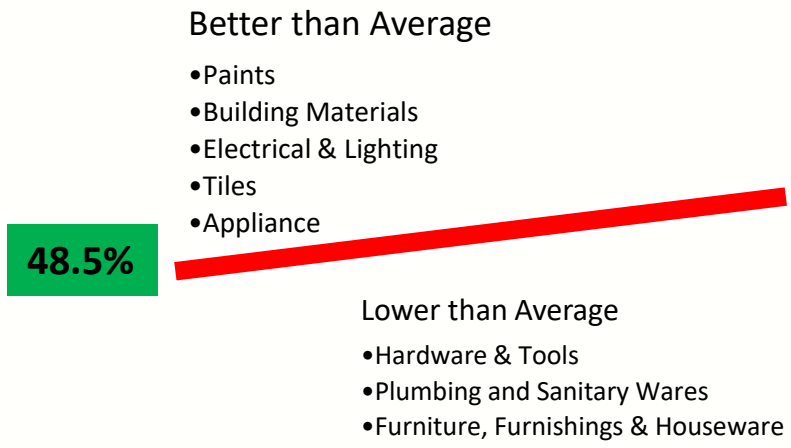 Better than Average
•Paints
•Building Materials
•Electrical & Lighting
•Tiles
•Appliance
48.5%
Lower than Average
•Hardware & Tools
•Plumbing and Sanitary Wares
•Furniture, Furnishings & Houseware